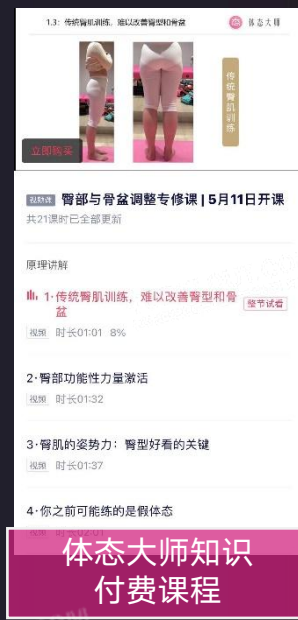 1.3：传统臀肌训练，难以改善臀型和骨盆
体态大师
传统臀肌训练
立即购买
视频课 臀部与骨盆调整专修课 | 5月11日开课
共21课时已全部更新
原理讲解
1·传统臀肌训练，难以改善臀型和骨盆
整节试看
视频 时长01:01 8%
2·臀部功能性力量激活
视频 时长01:32
3·臀肌的姿势力：臀型好看的关键
视频 时长01:37
4·你之前可能练的是假体态
视频 时长02:01
体态大师知识
付费课程